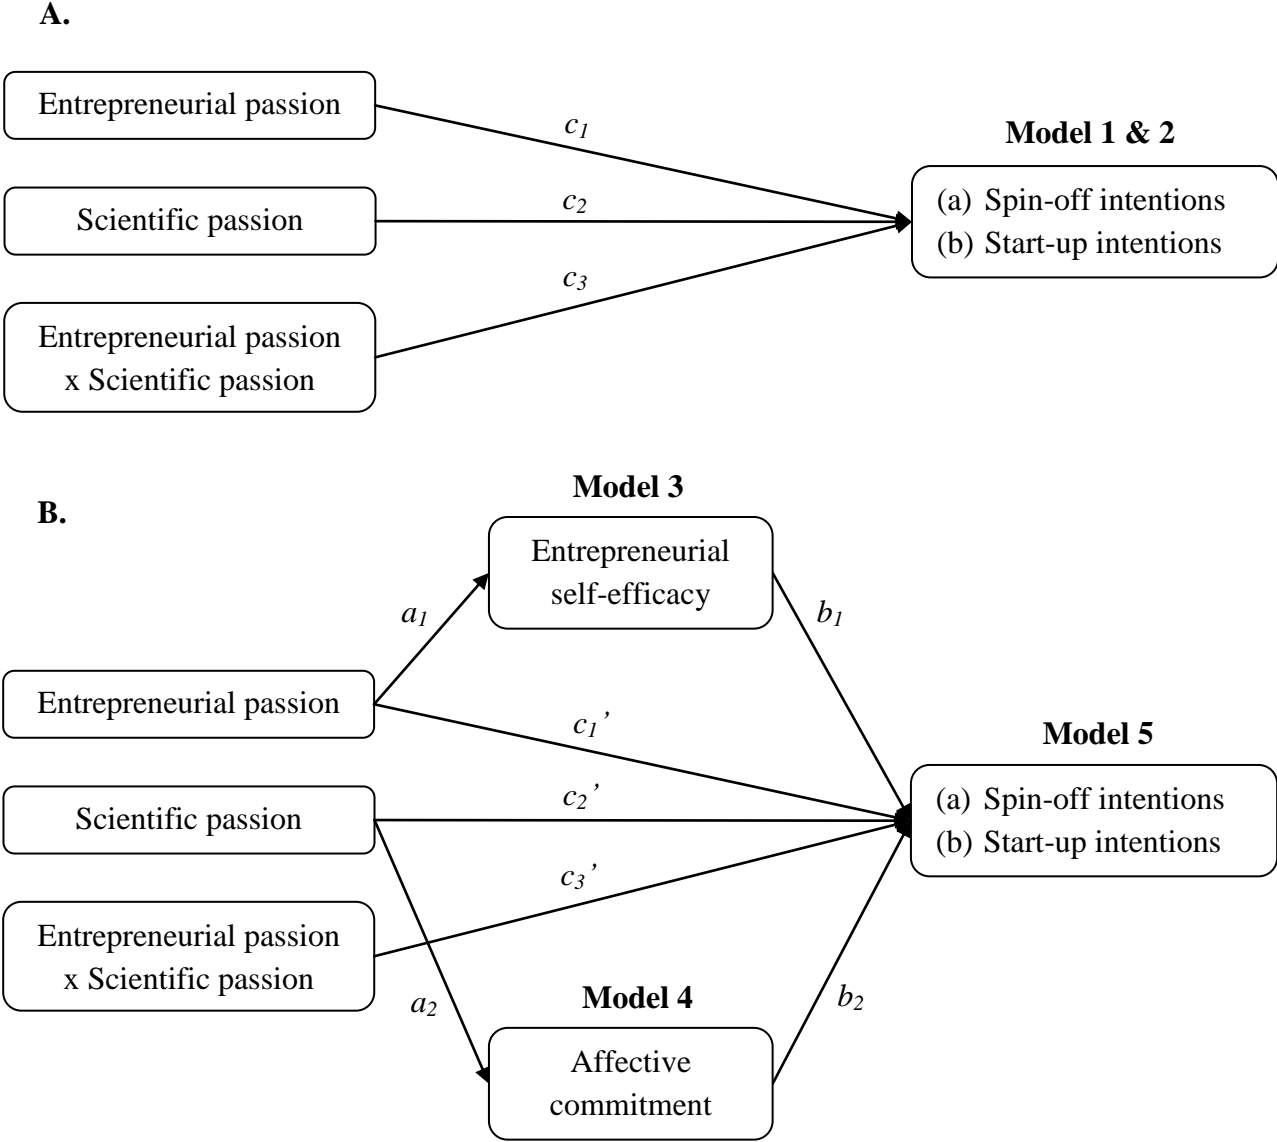 A.
Entrepreneurial passion
c1
Model 1 & 2
Scientific passion
c2
(a) Spin-off intentions
(b) Start-up intentions
c3
Entrepreneurial passion
x Scientific passion
B.
Model 3
Entrepreneurial
self-efficacy
a1
b1
Entrepreneurial passion
c1’
Model 5
Scientific passion
c2’
(a) Spin-off intentions
(b) Start-up intentions
c3’
Entrepreneurial passion
x Scientific passion
a2
Model 4
b2
Affective
commitment